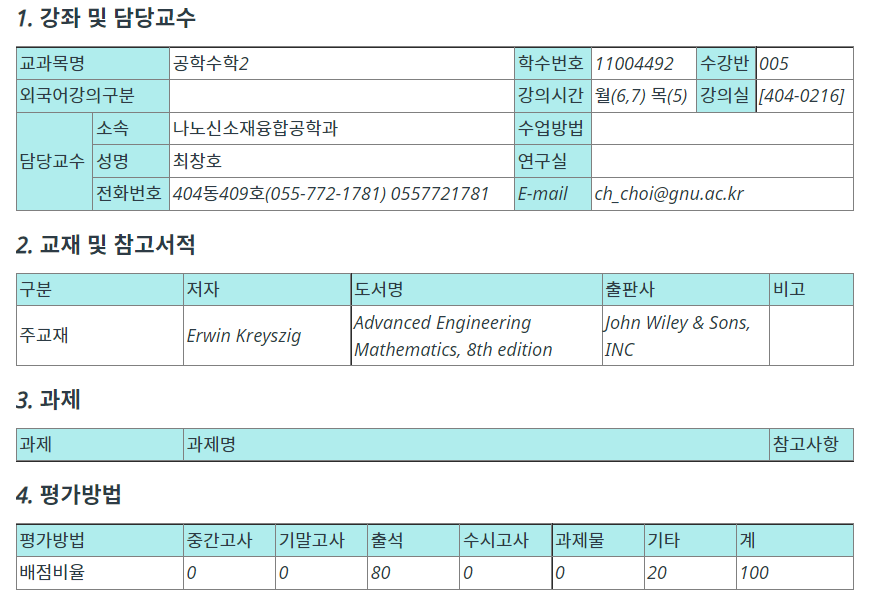 1. 강좌 및 담당교수
교과목명 공학수학2 학수번호 11004492 수강반 005
외국어강의구분 강의시간 월(6,7) 목(5) 강의실 [404-0216]
담당교수 소속 나노신소재융합공학과 수업방법
성명 최창호 연구실
전화번호 404동409호(055-772-1781) 0557721781 E-mail ch_choi@gnu.ac.kr
2. 교재 및 참고서적
구분 저자 도서명 출판사 비고
주교재 Erwin Kreyszig Advanced Engineering John Wiley & Sons,
Mathematics, 8th edition INC
3. 과제
과제 과제명 참고사항
4. 평가방법
평가방법 중간고사 기말고사 출석 수시고사 과제물 기타 계
배점비율 0 0 80 0 0 20 100